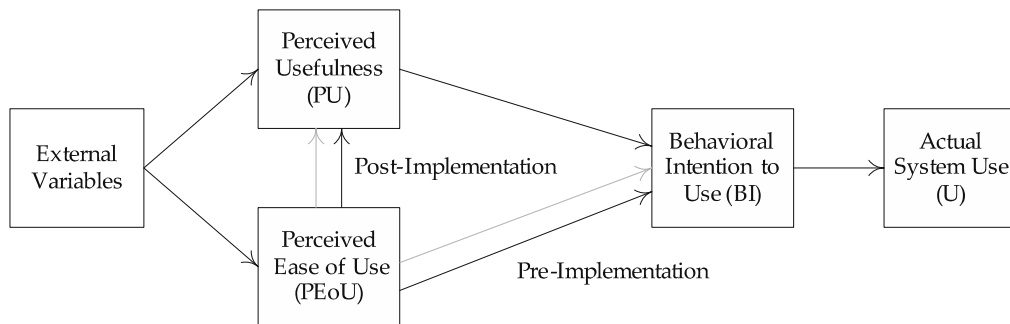 External
Variables
Perceived
Usefulness
(PU)
Post-Implementation
Perceived
Ease of Use
(PEoU)
Pre-Implementation
Behavioral
Intention to
Use (BI)
Actual
System Use
(U)